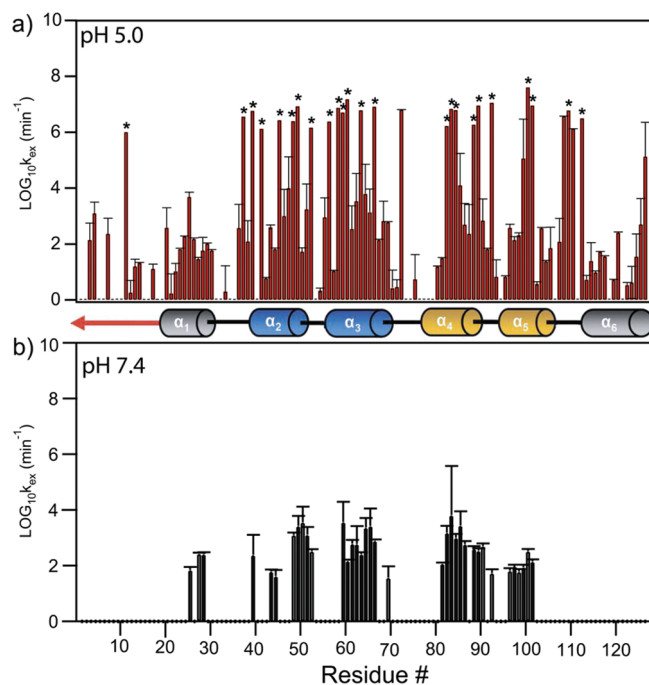 a)
pH 5.0
LOG₁₀kₑₓ (min⁻¹)
10
8
6
4
2
0
* * * * * * * * * * * * * * * * * * * * * * * * *
α₁ α₂ α₃ α₄ α₅ α₆
b)
pH 7.4
LOG₁₀kₑₓ (min⁻¹)
10
8
6
4
2
0
10 20 30 40 50 60 70 80 90 100 110 120
Residue #